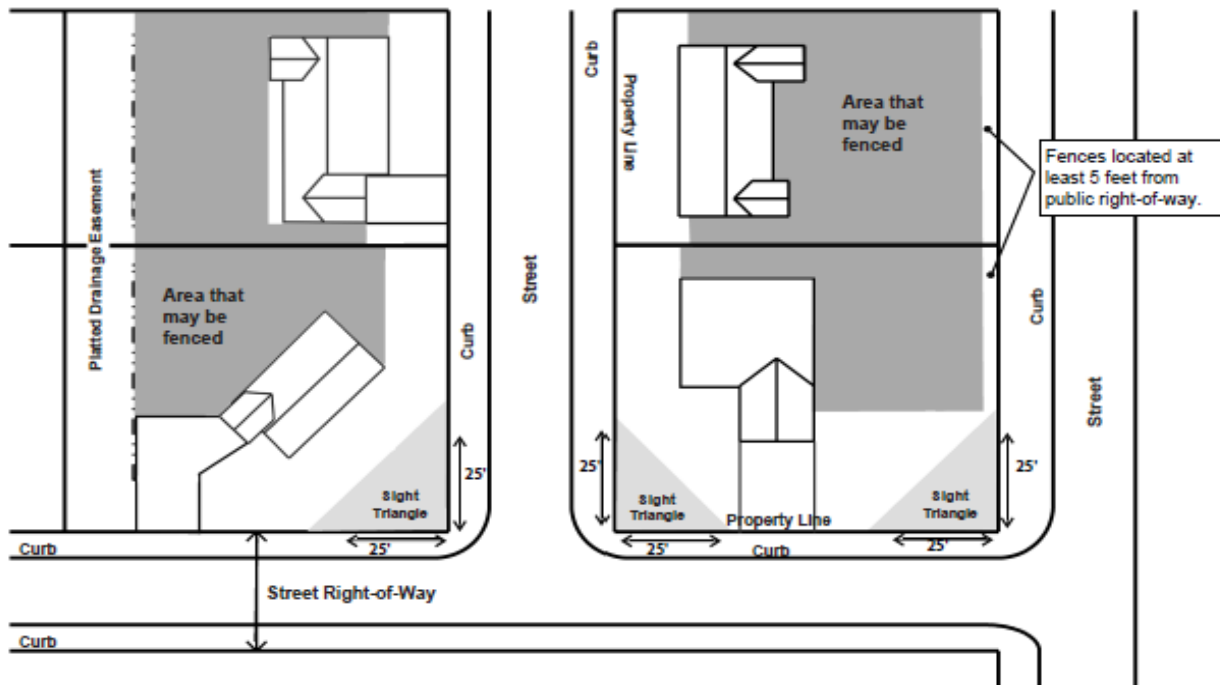 Curb
Property Line
Area that
may be
fenced
Fences located at
least 5 feet from
public right-of-way.
Platted Drainage Easement
Street
Area that
may be
fenced
Curb
Curb
Street
25'
25'
25'
Sight
Triangle
Sight
Triangle
Sight
Triangle
Property Line
25'
25'
25'
Curb
Curb
Street Right-of-Way
Curb